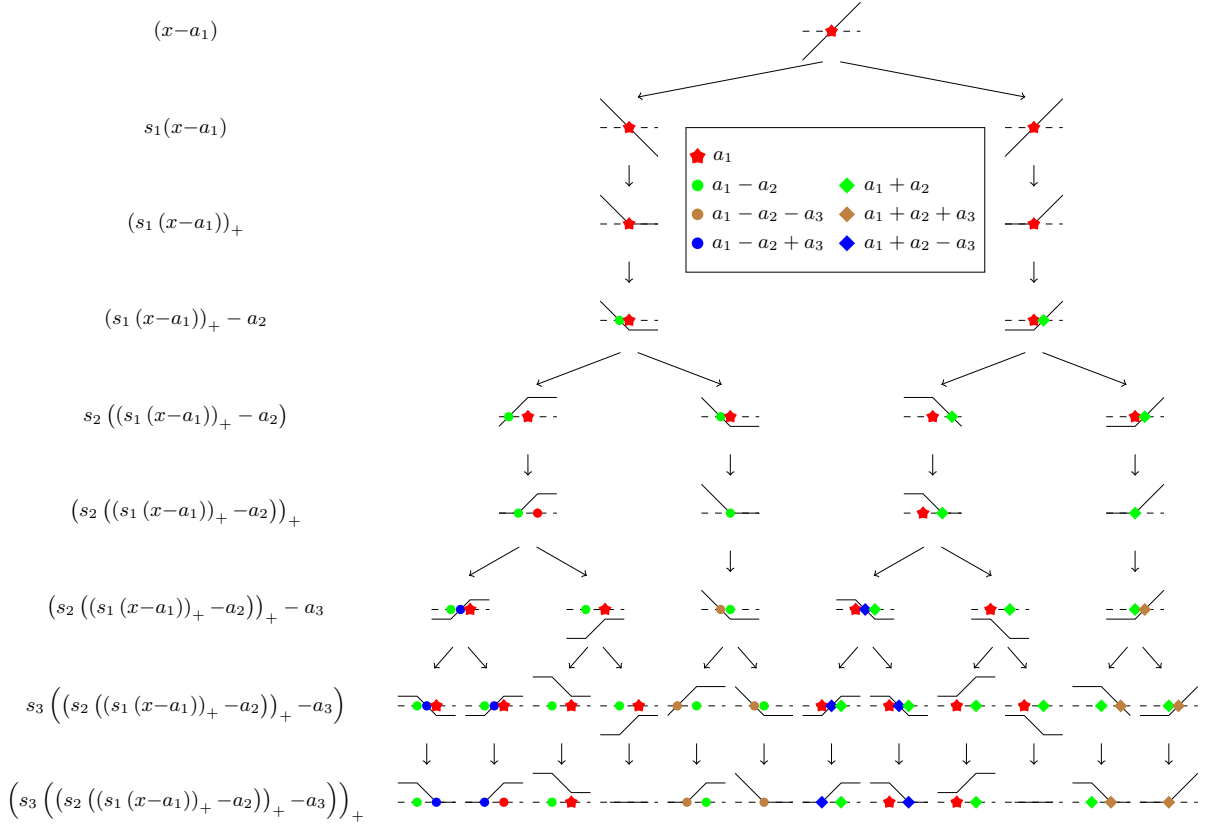 (x−a₁)
s₁(x−a₁)
a₁
a₁ − a₂ a₁ + a₂
(s₁ (x−a₁))₊ a₁ − a₂ − a₃ a₁ + a₂ + a₃
a₁ − a₂ + a₃ a₁ + a₂ − a₃
(s₁ (x−a₁))₊ − a₂
s₂ ((s₁ (x−a₁))₊ − a₂)
(s₂ ((s₁ (x−a₁))₊ −a₂))₊
(s₂ ((s₁ (x−a₁))₊ −a₂))₊ − a₃
s₃ ((s₂ ((s₁ (x−a₁))₊ −a₂))₊ −a₃)
(s₃ ((s₂ ((s₁ (x−a₁))₊ −a₂))₊ −a₃))₊